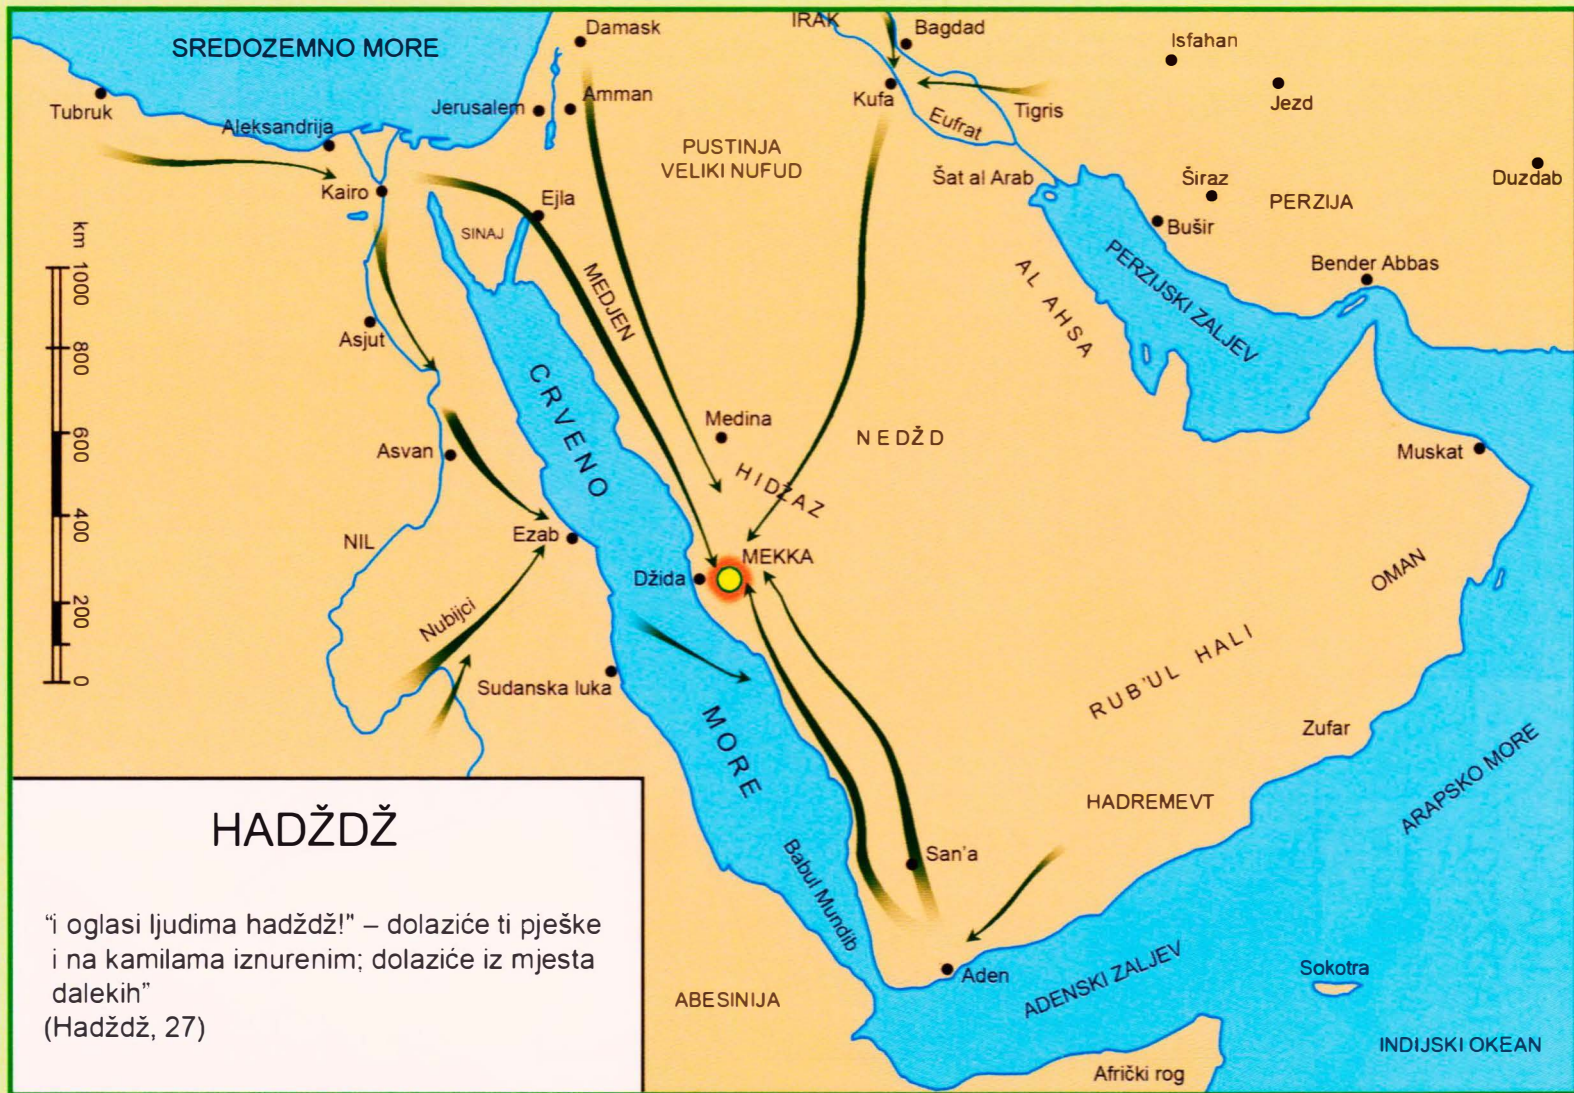 SREDOZEMNO MORE
Damask
IRAK
Bagdad
Isfahan
Tubruk
Aleksandrija
Jerusalem
Amman
Kufa
Tigris
Eufrat
Jezd
PUSTINJA
VELIKI NUFUD
Šat al Arab
Širaz
PERZIJA
Duzdab
Kairo
Ejla
SINAJ
Bušir
Bender Abbas
km
1000
800
600
400
200
0
MEDJEN
AL AHSA
PERZIJSKI ZALJEV
Asjut
CRVENO
MORE
Medina
NEDŽD
HIDŽAZ
Muskat
Asvan
NIL
Ezab
Džida
MEKKA
OMAN
Nubijci
Sudanska luka
RUB'UL HALI
Zufar
HADREMEVT
ARAPSKO MORE
San'a
Babul Mundib
Aden
ADENSKI ZALJEV
Sokotra
ABESINIJA
INDIJSKI OKEAN
Afrički rog
HADŽDŽ
“i oglasi ljudima hadždž!" – dolaziće ti pješke
i na kamilama iznurenim; dolaziće iz mjesta
dalekih”
(Hadždž, 27)